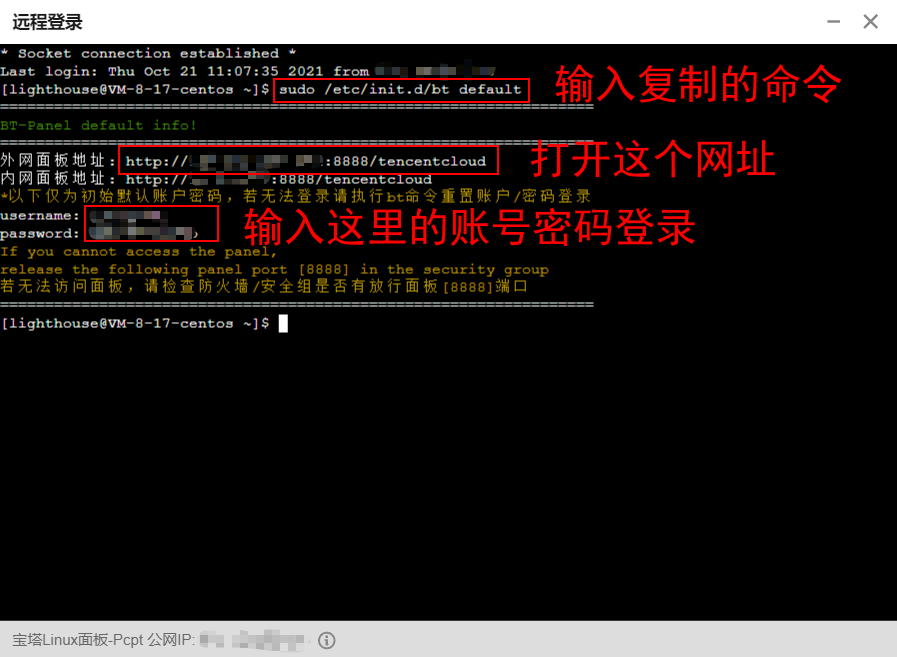 远程登录
* Socket connection established *
Last login: Thu Oct 21 11:07:35 2021 from
[lighthouse@VM-8-17-centos ~]$ sudo /etc/init.d/bt default 输入复制的命令
==================================================================
BT-Panel default info!
==================================================================
外网面板地址: http:// :8888/tencentcloud 打开这个网址
内网面板地址: http:// :8888/tencentcloud
*以下仅为初始默认账户密码，若无法登录请执行bt命令重置账户/密码登录
username:
password: 输入这里的账号密码登录
If you cannot access the panel,
release the following panel port [8888] in the security group
若无法访问面板，请检查防火墙/安全组是否有放行面板[8888]端口
==================================================================
[lighthouse@VM-8-17-centos ~]$
宝塔Linux面板-Pcpt 公网IP: